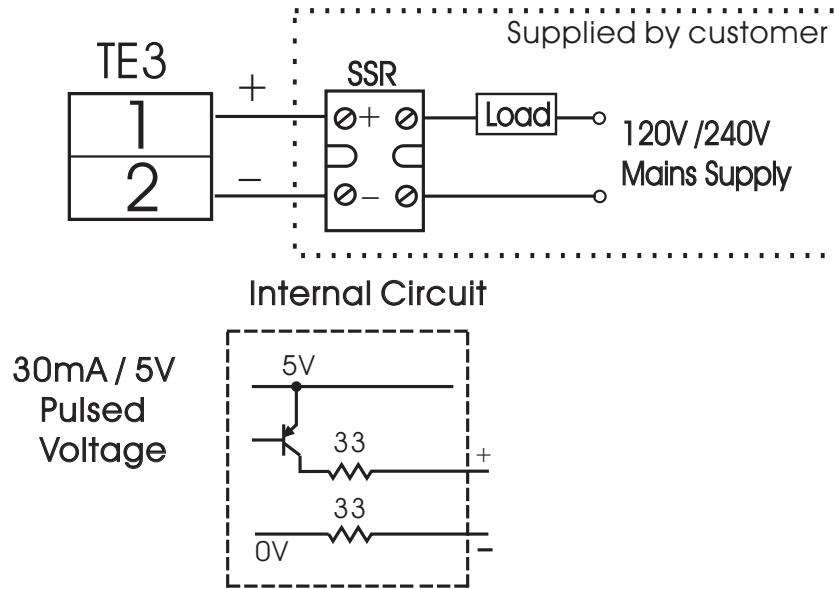 Supplied by customer
TE3
SSR
+
1
+
Load
120V /240V
Mains Supply
−
2
−
Internal Circuit
30mA / 5V
Pulsed
Voltage
5V
33
+
33
0V
−